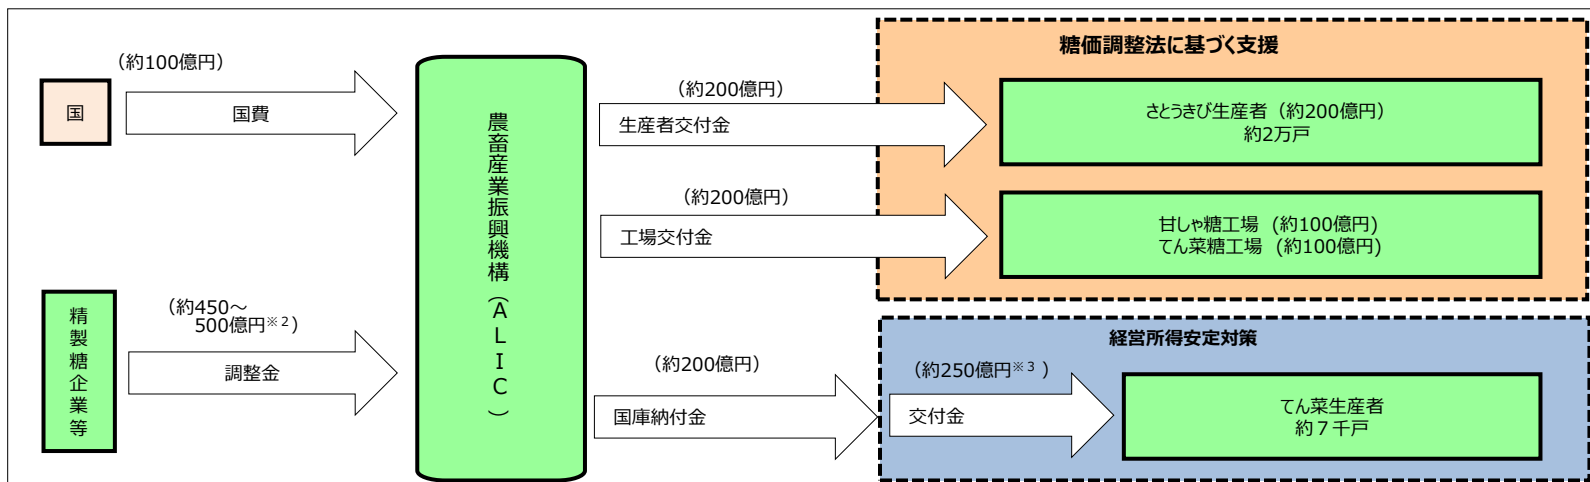 （約100億円）
国
国費
精製糖企業等
（約450～
500億円※２）
調整金
農畜産業振興機構（ＡＬＩＣ）
（約200億円）
生産者交付金
（約200億円）
工場交付金
（約200億円）
国庫納付金
糖価調整法に基づく支援
さとうきび生産者（約200億円）
約2万戸
甘しゃ糖工場（約100億円）
てん菜糖工場（約100億円）
経営所得安定対策
（約250億円※３）
交付金
てん菜生産者
約７千戸